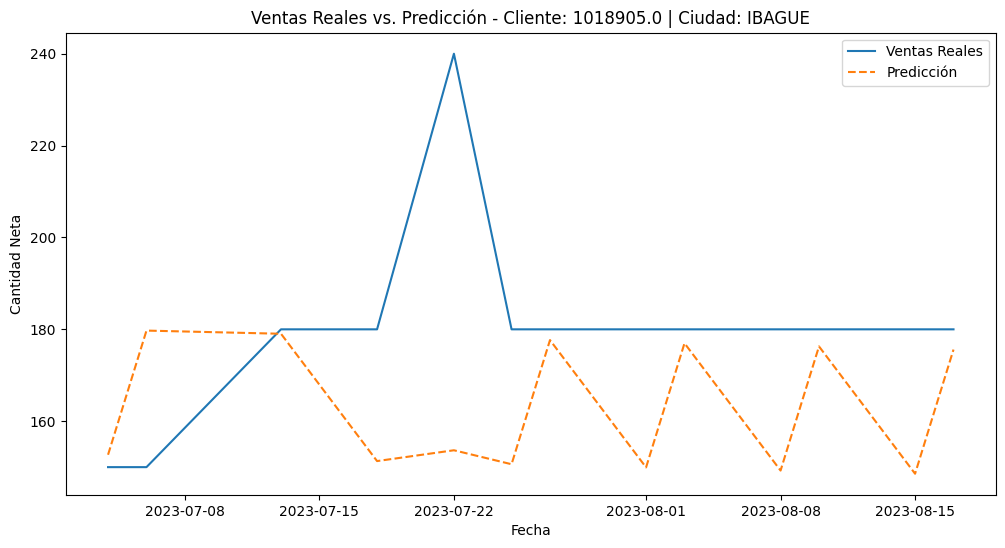 Ventas Reales vs. Predicción - Cliente: 1018905.0 | Ciudad: IBAGUE
Ventas Reales
Predicción
Cantidad Neta
240
220
200
180
160
2023-07-08
2023-07-15
2023-07-22
2023-08-01
2023-08-08
2023-08-15
Fecha